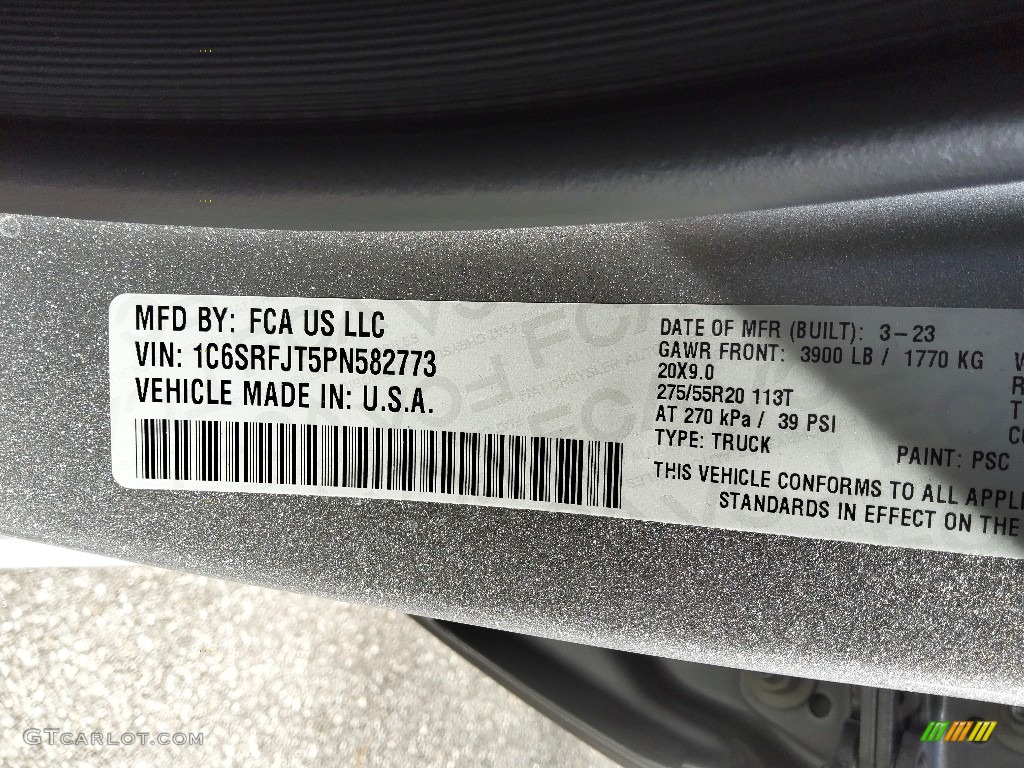 MFD BY: FCA US LLC
VIN: 1C6SRFJT5PN582773
VEHICLE MADE IN: U.S.A.
DATE OF MFR (BUILT): 3-23
GAWR FRONT: 3900 LB / 1770 KG
20X9.0
275/55R20 113T
AT 270 kPa / 39 PSI
TYPE: TRUCK
PAINT: PSC
THIS VEHICLE CONFORMS TO ALL APPLI
STANDARDS IN EFFECT ON THE
FCA
GTCARLOT.COM